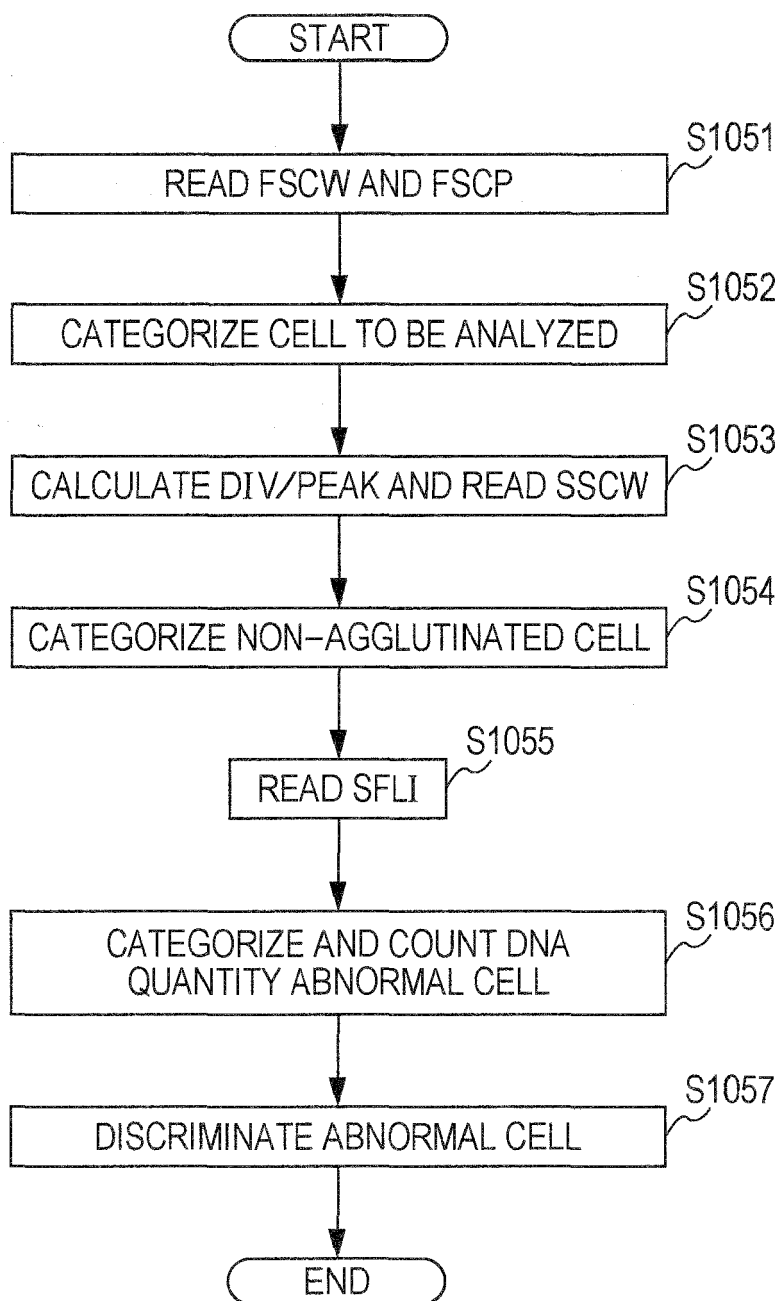 START
S1051
READ FSCW AND FSCP
S1052
CATEGORIZE CELL TO BE ANALYZED
S1053
CALCULATE DIV/PEAK AND READ SSCW
S1054
CATEGORIZE NON-AGGLUTINATED CELL
S1055
READ SFLI
S1056
CATEGORIZE AND COUNT DNA
QUANTITY ABNORMAL CELL
S1057
DISCRIMINATE ABNORMAL CELL
END